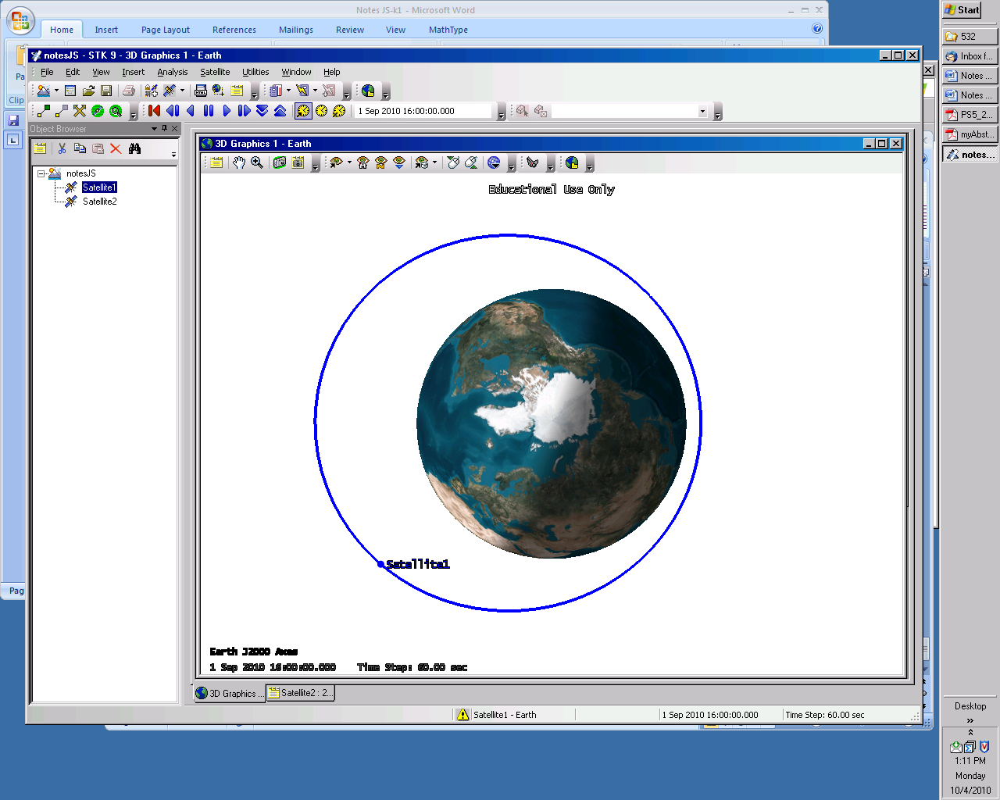 Notes JS-k1 - Microsoft Word
Start
Home Insert Page Layout References Mailings Review View MathType
532
notesJS - STK 9 - 3D Graphics 1 - Earth
Inbox f...
File Edit View Insert Analysis Satellite Utilities Window Help
Pa
Notes ...
Clip
Notes ...
1 Sep 2010 16:00:00.000
PS5_2...
Object Browser
myAbst...
3D Graphics 1 - Earth
notes...
notesJS
Satellite1
Satellite2
Educational Use Only
Satellite1
Pag
Earth J2000 Axes
1 Sep 2010 16:00:00.000 Time Step: 60.00 sec
3D Graphics ... Satellite2 : 2...
Satellite1 - Earth 1 Sep 2010 16:00:00.000 Time Step: 60.00 sec
Desktop
1:11 PM
Monday
10/4/2010